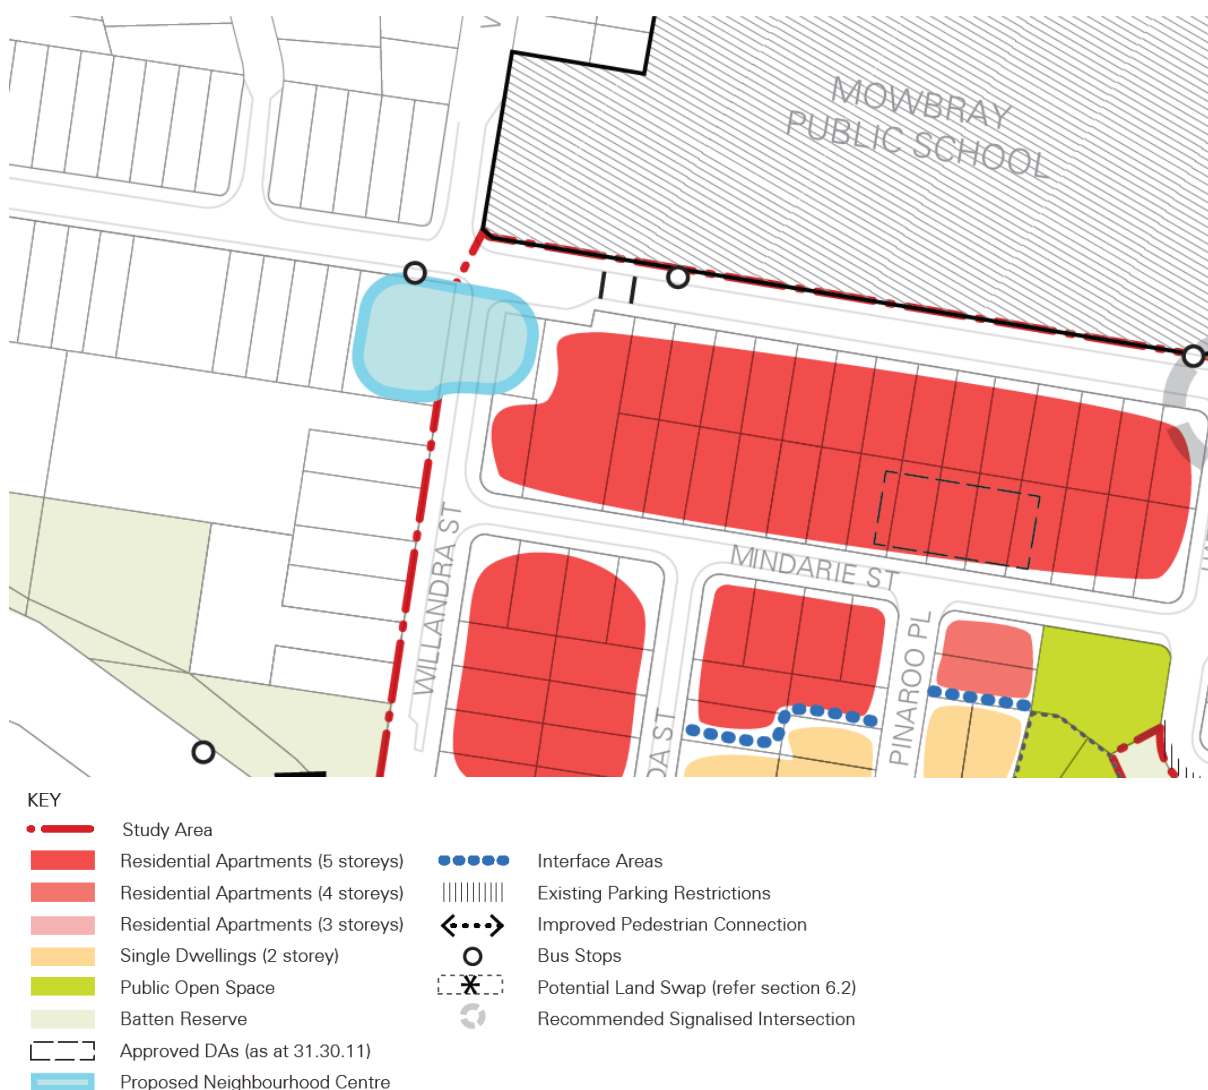 MOWBRAY
PUBLIC SCHOOL
MINDARIE ST
WILLANDRA ST
PINAROO PL
DA ST
KEY
Study Area
Residential Apartments (5 storeys)
Residential Apartments (4 storeys)
Residential Apartments (3 storeys)
Single Dwellings (2 storey)
Public Open Space
Batten Reserve
Approved DAs (as at 31.30.11)
Proposed Neighbourhood Centre
Interface Areas
Existing Parking Restrictions
Improved Pedestrian Connection
Bus Stops
Potential Land Swap (refer section 6.2)
Recommended Signalised Intersection